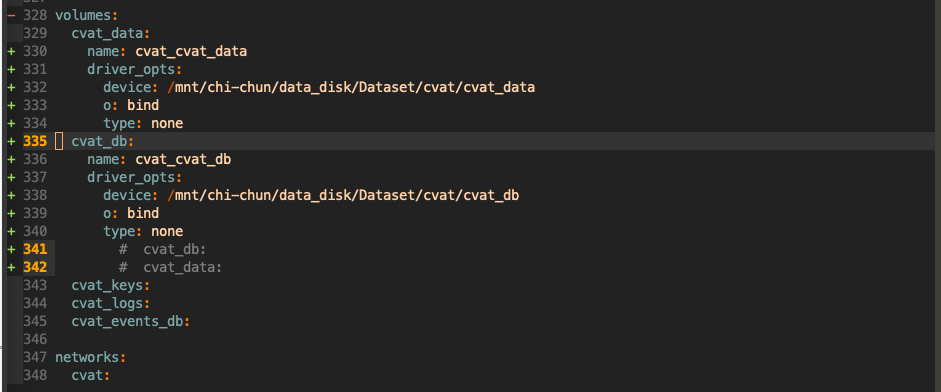 327
- 328 volumes:
329   cvat_data:
+ 330     name: cvat_cvat_data
+ 331     driver_opts:
+ 332       device: /mnt/chi-chun/data_disk/Dataset/cvat/cvat_data
+ 333       o: bind
+ 334       type: none
+ 335   cvat_db:
+ 336     name: cvat_cvat_db
+ 337     driver_opts:
+ 338       device: /mnt/chi-chun/data_disk/Dataset/cvat/cvat_db
+ 339       o: bind
+ 340       type: none
+ 341         #  cvat_db:
+ 342         #  cvat_data:
343   cvat_keys:
344   cvat_logs:
345   cvat_events_db:
346
347 networks:
348   cvat: